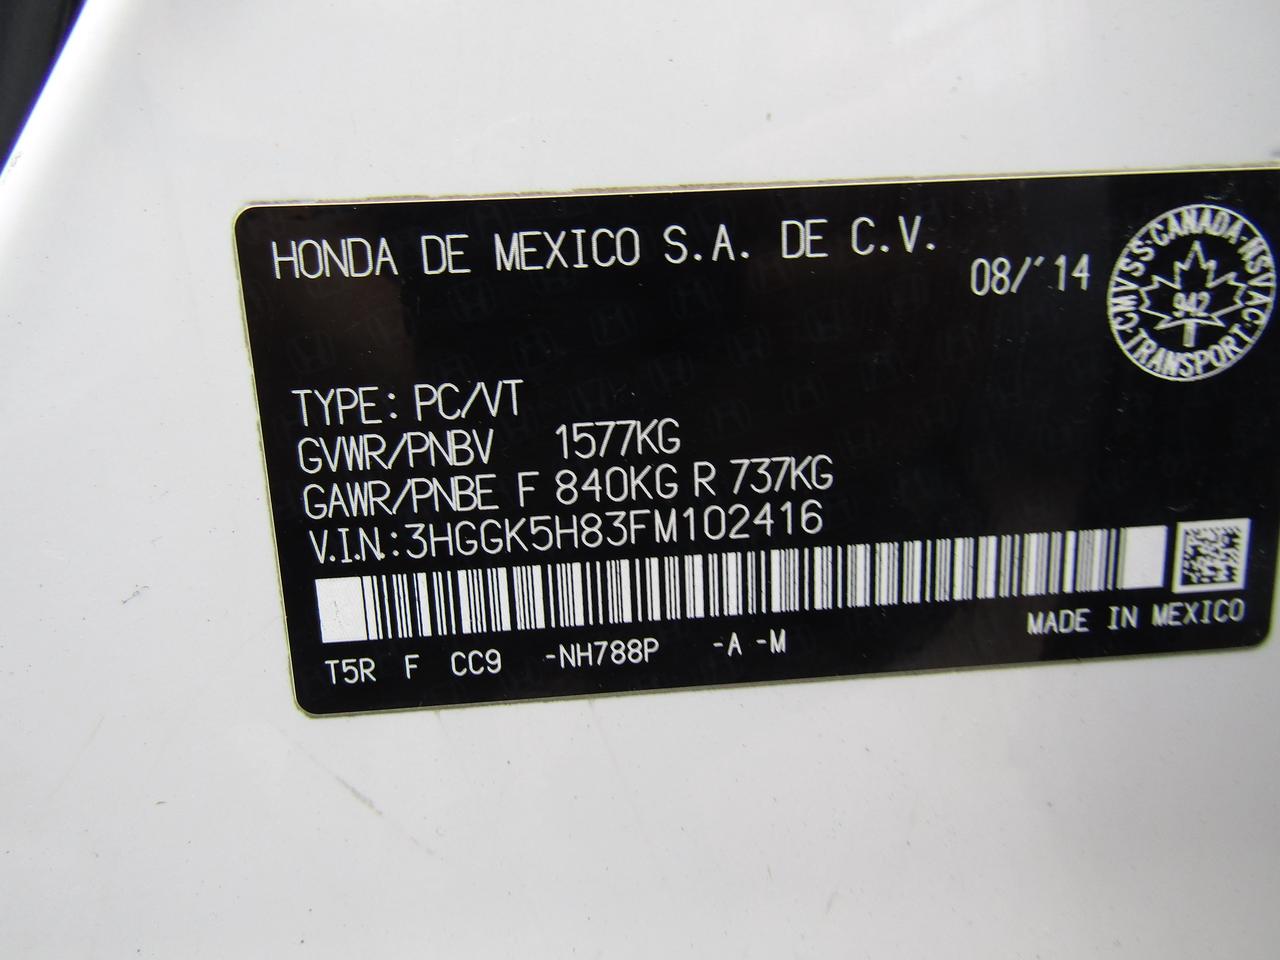 HONDA DE MEXICO S.A. DE C.V.
08/'14
CMVSS·CANADA·NSVAC·TRANSPORT·
942
TYPE: PC/VT
GVWR/PNBV 1577KG
GAWR/PNBE F 840KG R 737KG
V.I.N.:3HGGK5H83FM102416
MADE IN MEXICO
T5R F CC9 -NH788P -A -M